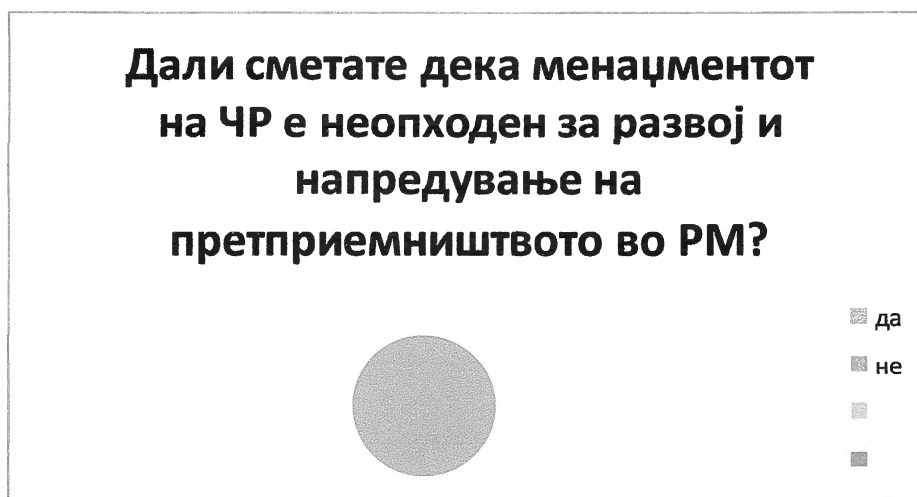 Дали сметате дека менаџментот
на ЧР е неопходен за развој и
напредување на
претприемништвото во РМ?
да
не